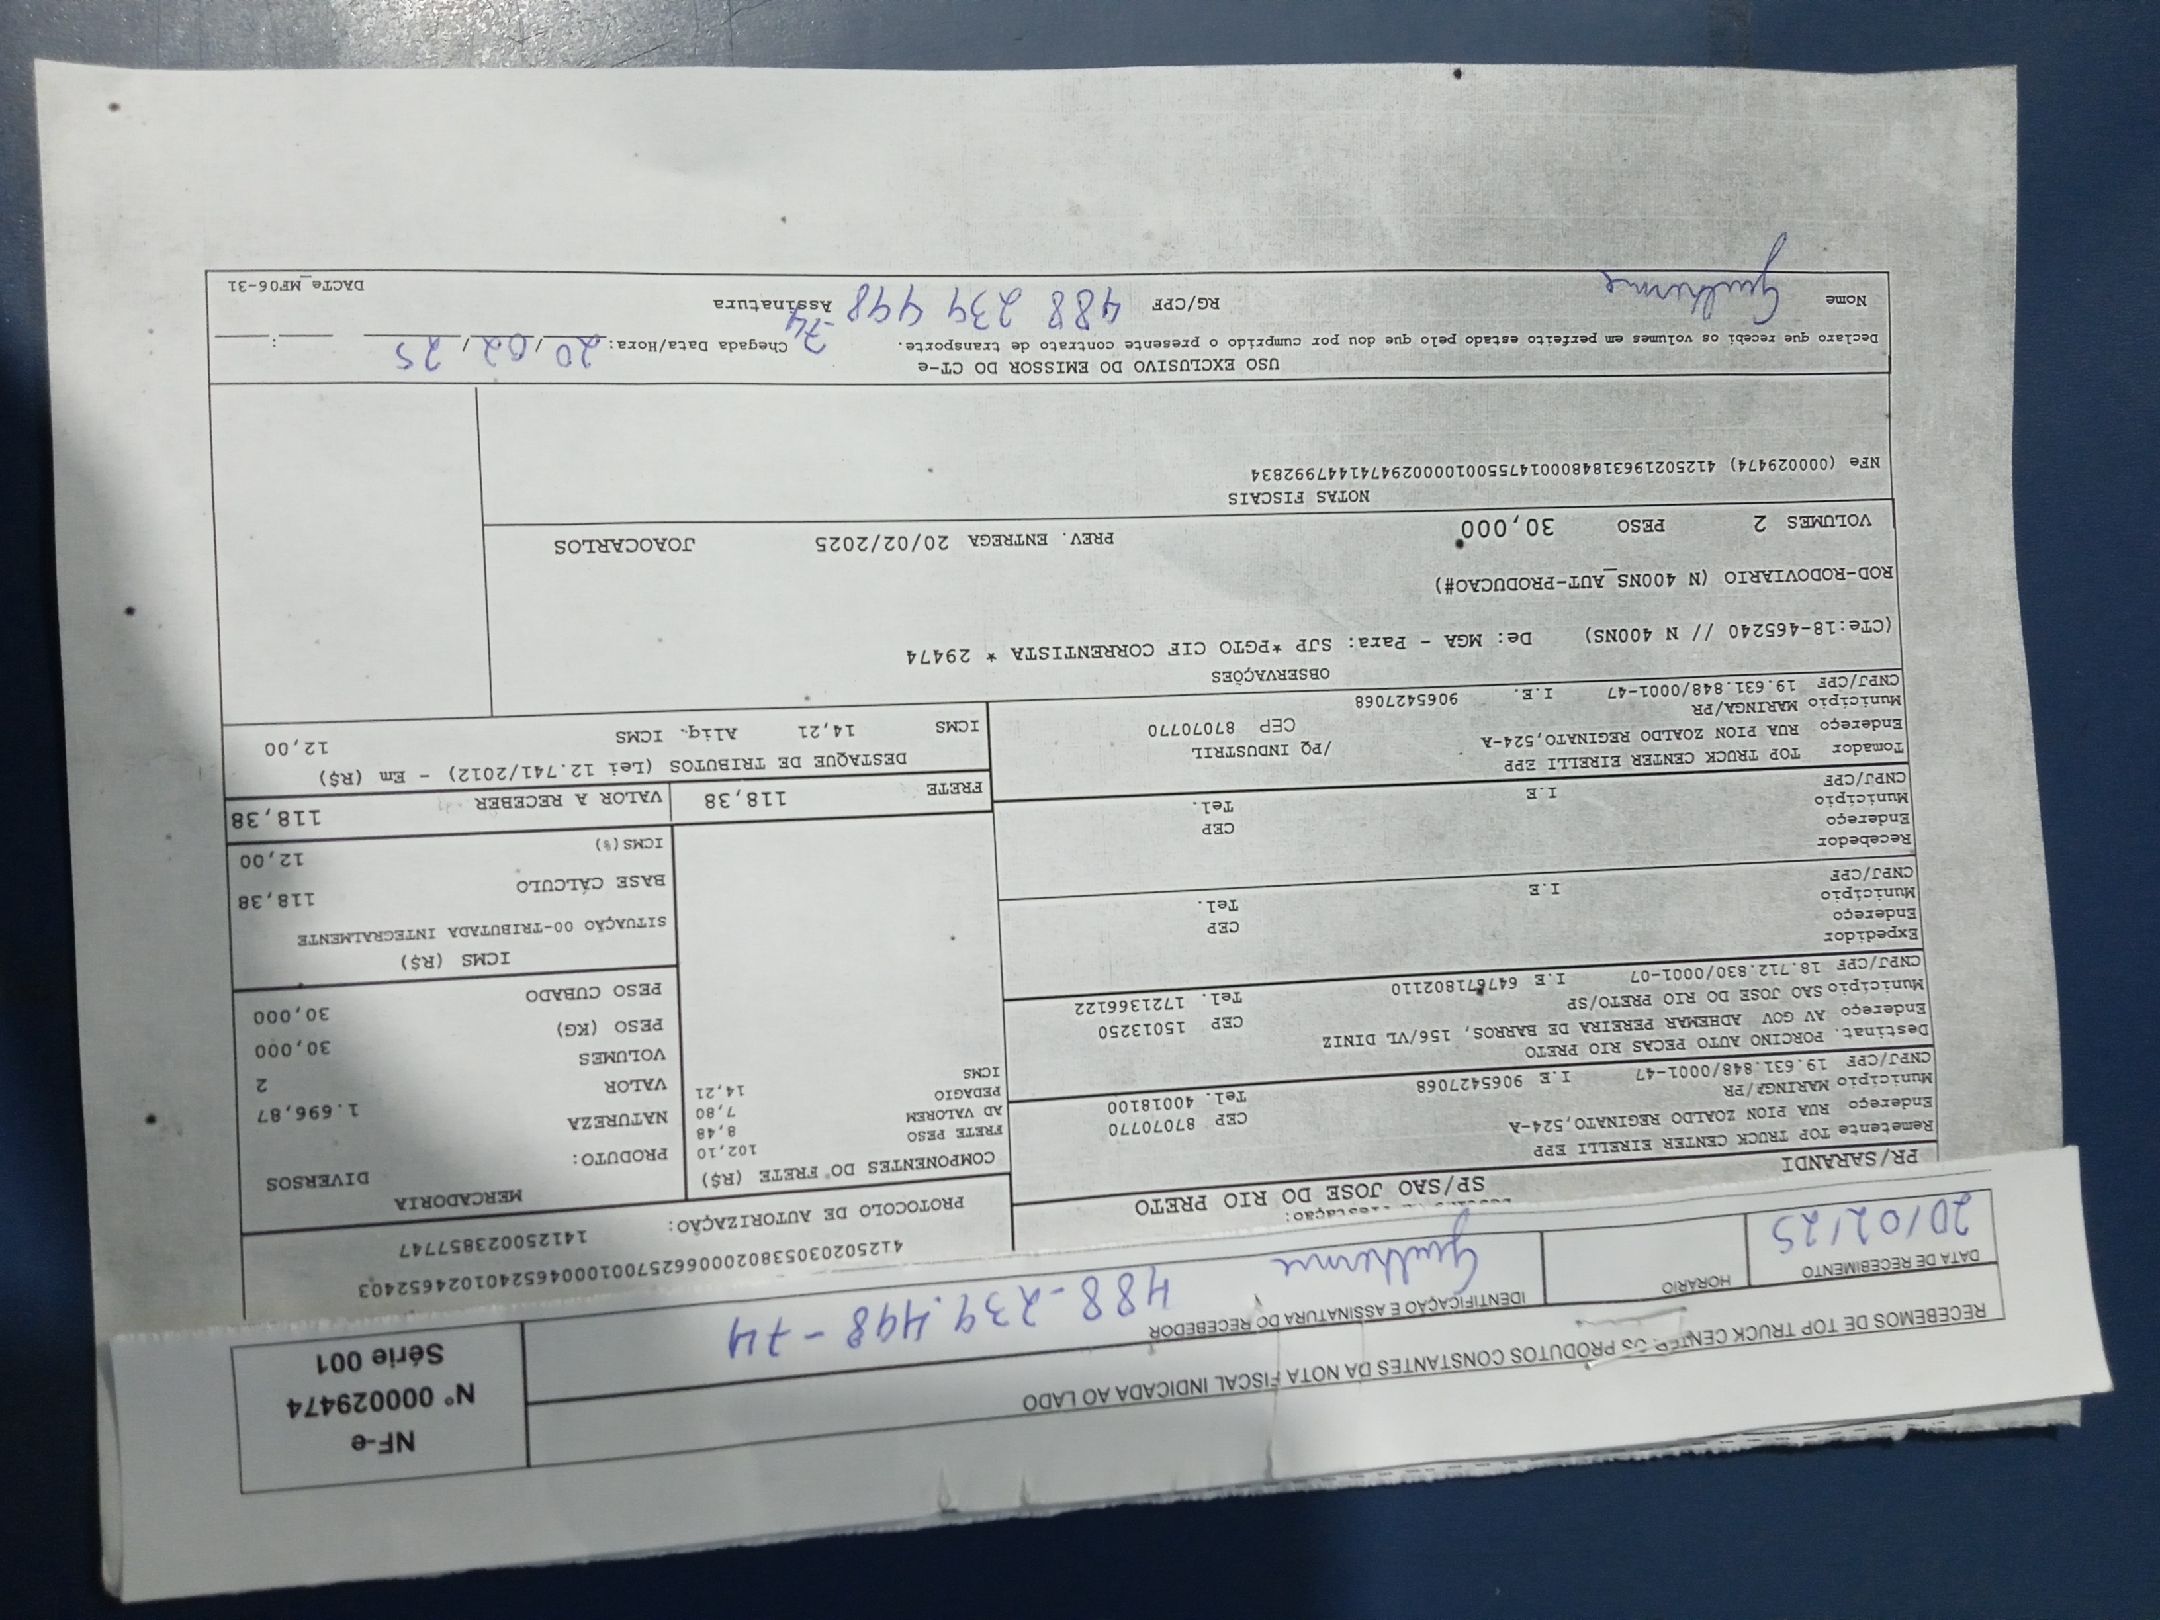 RECEBEMOS DE TOP TRUCK CENTER OS PRODUTOS CONSTANTES DA NOTA FISCAL INDICADA AO LADO
NF-e
Nº 000029474
Série 001
DATA DE RECEBIMENTO
20/02/25
HORÁRIO
IDENTIFICAÇÃO E ASSINATURA DO RECEBEDOR
Guilherme 488-239.498-74
41250203053802000662570010004652401024652403
PROTOCOLO DE AUTORIZAÇÃO: 141250023857747
PR/SARANDI
SP/SAO JOSE DO RIO PRETO
Remetente TOP TRUCK CENTER EIRELLI EPP
Endereço RUA PION ZOALDO REGINATO,524-A CEP 87070770
Município MARINGA/PR Tel. 40018100
CNPJ/CPF 19.631.848/0001-47 I.E 9065427068
Destinat. PORCINO AUTO PECAS RIO PRETO
Endereço AV GOV ADHEMAR PEREIRA DE BARROS, 156/VL DINIZ CEP 15013250
Município SAO JOSE DO RIO PRETO/SP Tel. 1721366122
CNPJ/CPF 18.712.830/0001-07 I.E 647671802110
Expedidor
Endereço CEP
Município Tel.
CNPJ/CPF I.E
Recebedor
Endereço CEP
Município Tel.
CNPJ/CPF I.E
Tomador TOP TRUCK CENTER EIRELLI EPP
Endereço RUA PION ZOALDO REGINATO,524-A /PQ INDUSTRIL
Município MARINGA/PR CEP 87070770
CNPJ/CPF 19.631.848/0001-47 I.E. 9065427068
COMPONENTES DO FRETE (R$)
FRETE PESO 102,10
AD VALOREM 8,48
PEDAGIO 7,80
ICMS 14,21
MERCADORIA
PRODUTO: DIVERSOS
NATUREZA
VALOR 1.696,87
VOLUMES 2
PESO (KG) 30,000
PESO CUBADO 30,000
ICMS (R$)
SITUAÇÃO 00-TRIBUTADA INTEGRALMENTE
BASE CÁLCULO 118,38
ICMS(%) 12,00
FRETE 118,38
VALOR A RECEBER 118,38
DESTAQUE DE TRIBUTOS (Lei 12.741/2012) - Em (R$)
ICMS 14,21 Aliq. ICMS 12,00
OBSERVAÇÕES
(CTe:18-465240 // N 400NS) De: MGA - Para: SJP *PGTO CIF CORRENTISTA * 29474
ROD-RODOVIARIO (N 400NS_AUT-PRODUCAO#)
VOLUMES 2 PESO 30,000 PREV. ENTREGA 20/02/2025 JOAOCARLOS
NOTAS FISCAIS
NFe (000029474) 41250219631848000147550010000294741447992834
USO EXCLUSIVO DO EMISSOR DO CT-e
Declaro que recebi os volumes em perfeito estado pelo que dou por cumprido o presente contrato de transporte. Chegada Data/Hora: 20/02/25 :
Nome Guilherme RG/CPF 488 239 498 -74 Assinatura
DACTe_MF06-31